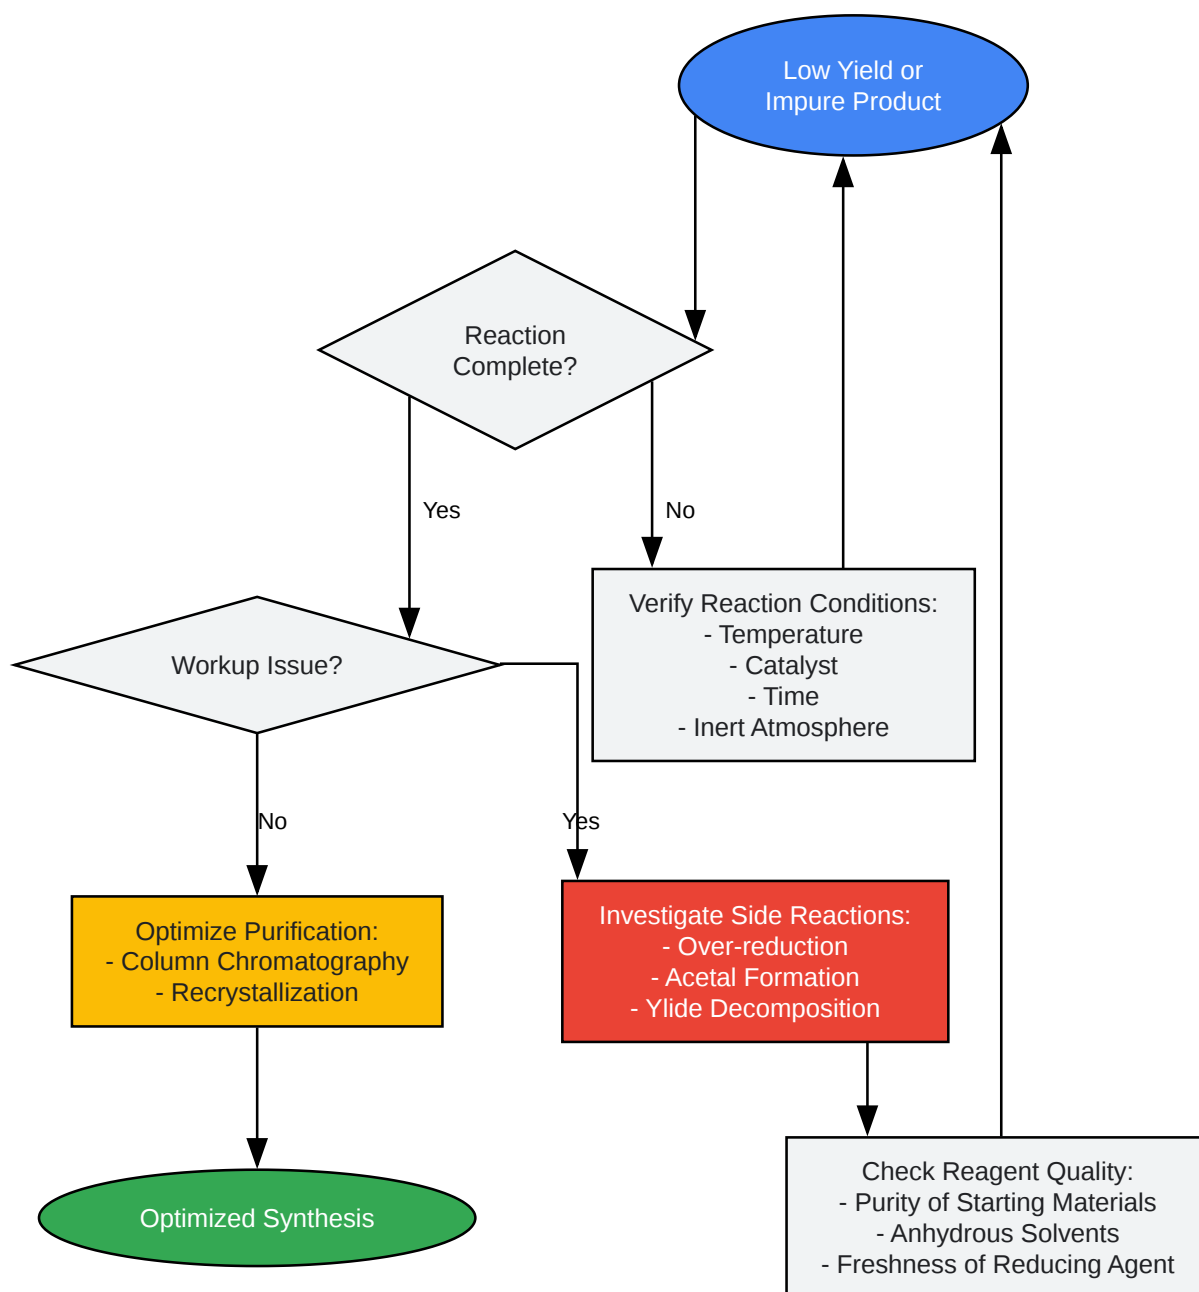 Low Yield or
Impure Product
Reaction
Complete?
Yes
No
Verify Reaction Conditions:
- Temperature
- Catalyst
- Time
- Inert Atmosphere
Workup Issue?
No
Yes
Optimize Purification:
- Column Chromatography
- Recrystallization
Investigate Side Reactions:
- Over-reduction
- Acetal Formation
- Ylide Decomposition
Optimized Synthesis
Check Reagent Quality:
- Purity of Starting Materials
- Anhydrous Solvents
- Freshness of Reducing Agent